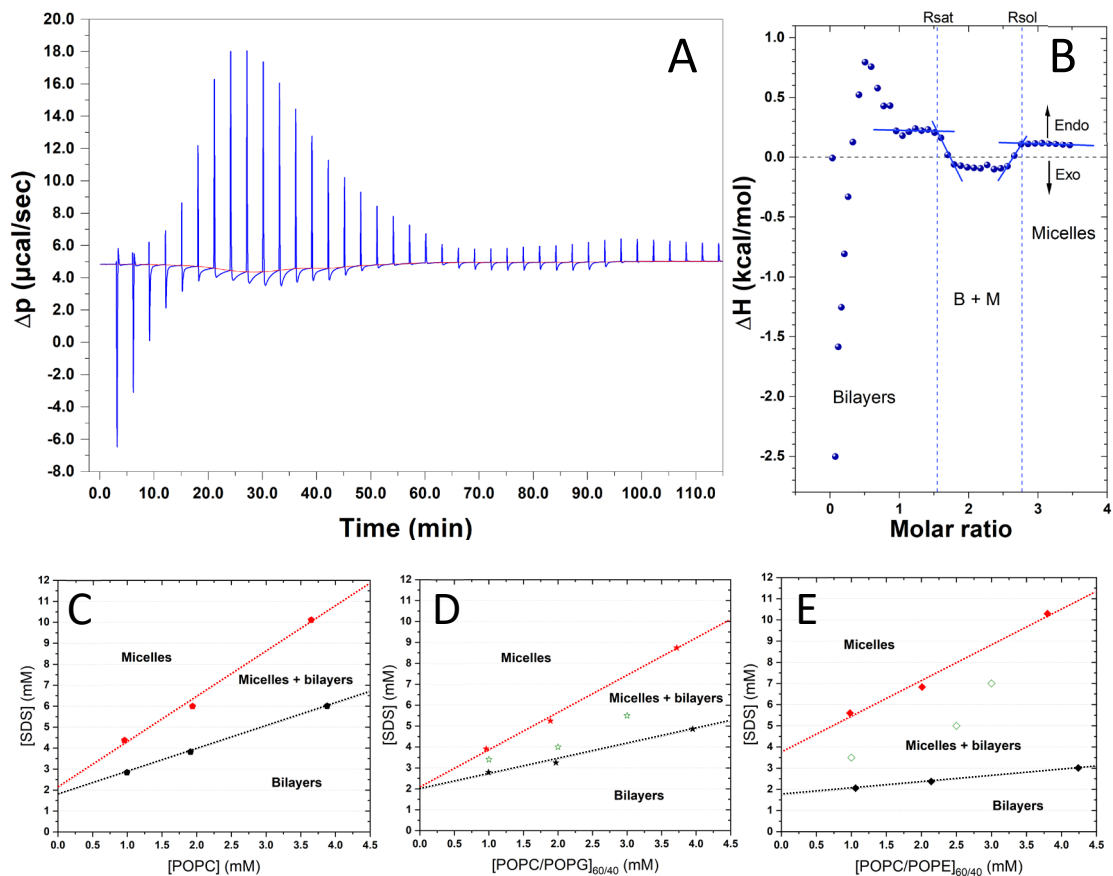 A
20.0
18.0
16.0
14.0
12.0
10.0
8.0
6.0
4.0
2.0
0.0
-2.0
-4.0
-6.0
-8.0
Δp (µcal/sec)
0.0 10.0 20.0 30.0 40.0 50.0 60.0 70.0 80.0 90.0 100.0 110.0
Time (min)
Rsat Rsol
B
1.0
0.5
0.0
-0.5
-1.0
-1.5
-2.0
-2.5
ΔH (kcal/mol)
Endo
Exo
Micelles
B + M
Bilayers
0 1 2 3 4
Molar ratio
C
12
11
10
9
8
7
6
5
4
3
2
1
0
[SDS] (mM)
Micelles
Micelles + bilayers
Bilayers
0.0 0.5 1.0 1.5 2.0 2.5 3.0 3.5 4.0 4.5
[POPC] (mM)
D
12
11
10
9
8
7
6
5
4
3
2
1
0
[SDS] (mM)
Micelles
Micelles + bilayers
Bilayers
0.0 0.5 1.0 1.5 2.0 2.5 3.0 3.5 4.0 4.5
[POPC/POPG]60/40 (mM)
E
12
11
10
9
8
7
6
5
4
3
2
1
0
[SDS] (mM)
Micelles
Micelles + bilayers
Bilayers
0.0 0.5 1.0 1.5 2.0 2.5 3.0 3.5 4.0 4.5
[POPC/POPE]60/40 (mM)